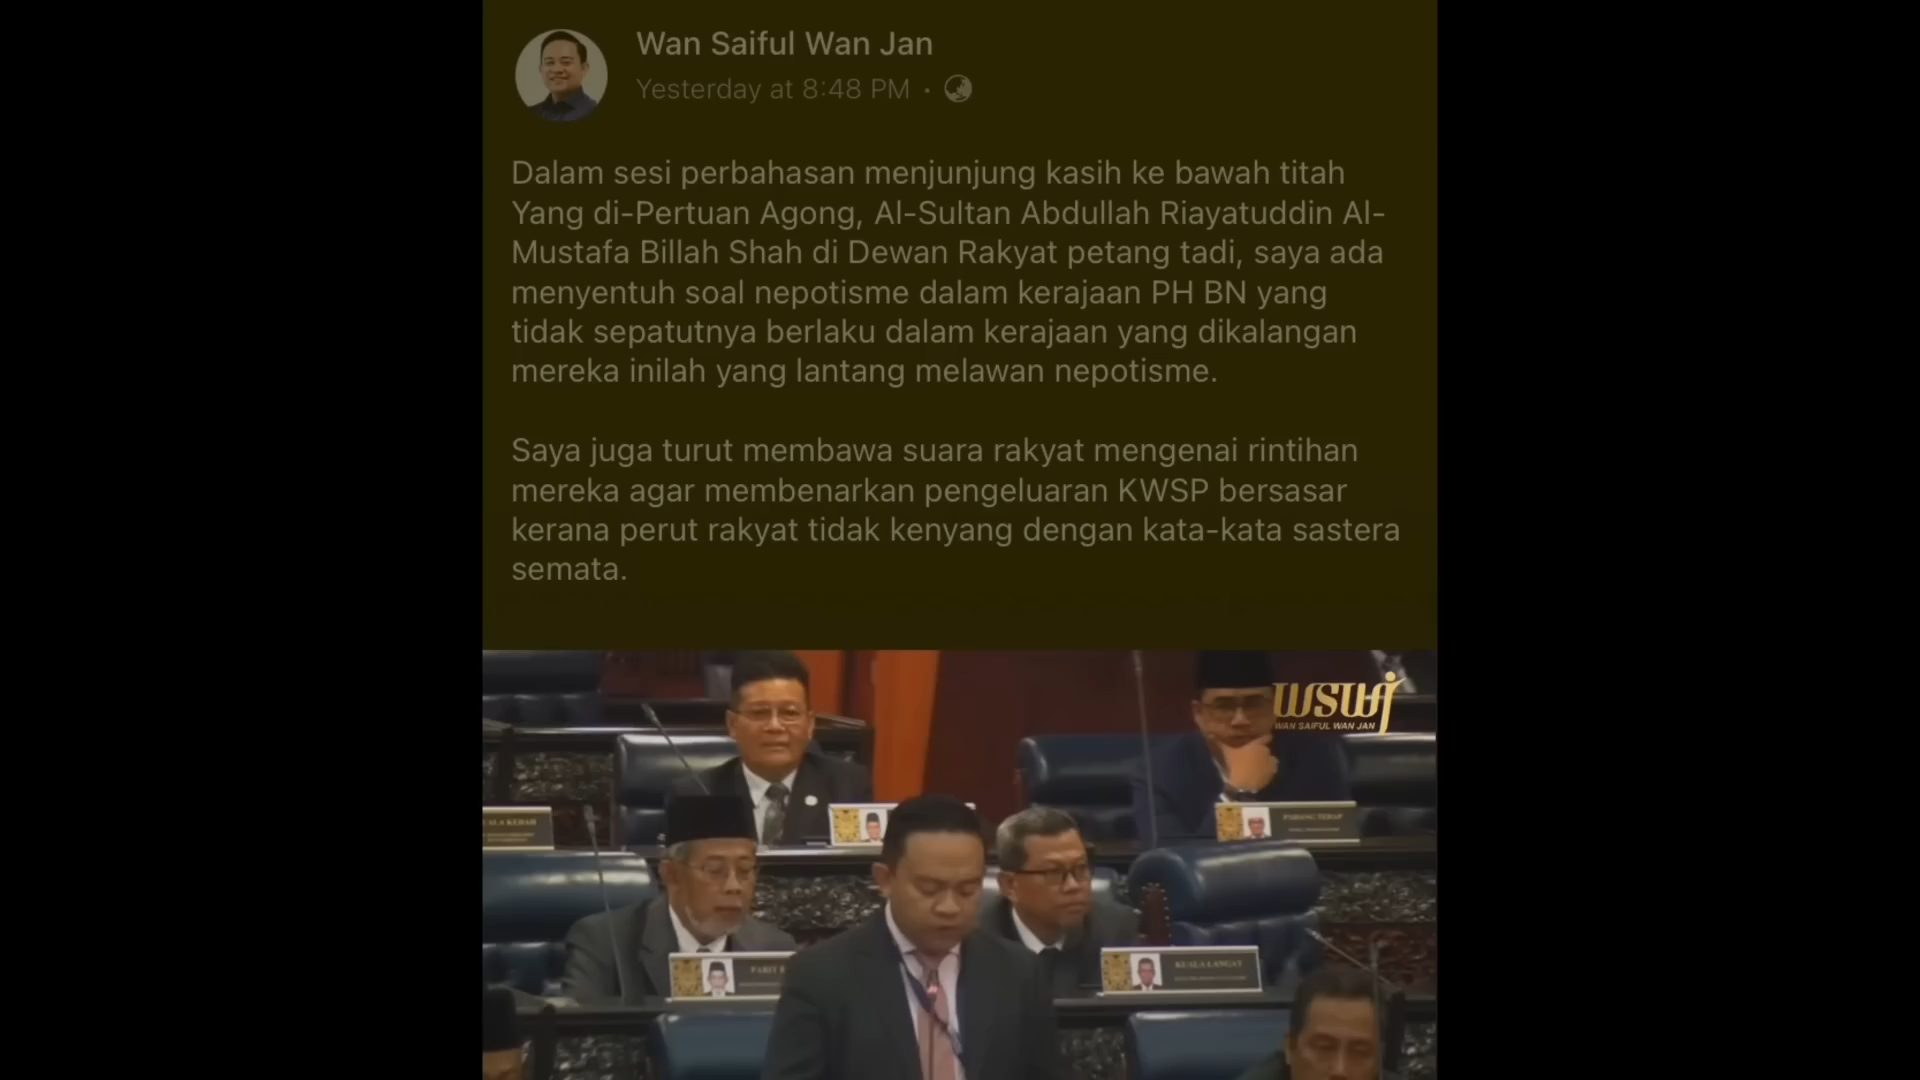 Wan Saiful Wan Jan
Yesterday at 8:48 PM ·
Dalam sesi perbahasan menjunjung kasih ke bawah titah
Yang di-Pertuan Agong, Al-Sultan Abdullah Riayatuddin Al-
Mustafa Billah Shah di Dewan Rakyat petang tadi, saya ada
menyentuh soal nepotisme dalam kerajaan PH BN yang
tidak sepatutnya berlaku dalam kerajaan yang dikalangan
mereka inilah yang lantang melawan nepotisme.
Saya juga turut membawa suara rakyat mengenai rintihan
mereka agar membenarkan pengeluaran KWSP bersasar
kerana perut rakyat tidak kenyang dengan kata-kata sastera
semata.
wswj
WAN SAIFUL WAN JAN
PADANG TERAP
PARIT
KUALA LANGAT